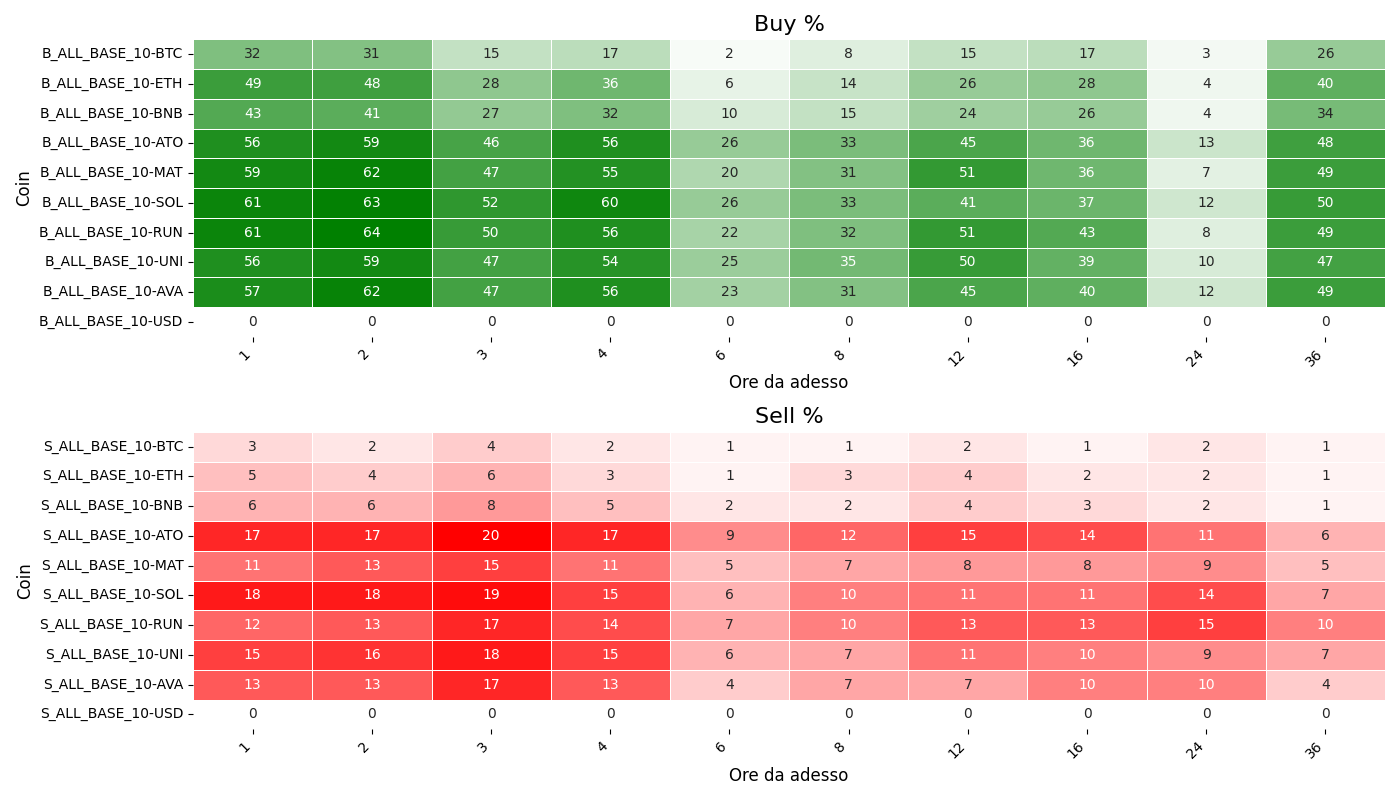 Buy %
Coin
B_ALL_BASE_10-BTC 32 31 15 17 2 8 15 17 3 26
B_ALL_BASE_10-ETH 49 48 28 36 6 14 26 28 4 40
B_ALL_BASE_10-BNB 43 41 27 32 10 15 24 26 4 34
B_ALL_BASE_10-ATO 56 59 46 56 26 33 45 36 13 48
B_ALL_BASE_10-MAT 59 62 47 55 20 31 51 36 7 49
B_ALL_BASE_10-SOL 61 63 52 60 26 33 41 37 12 50
B_ALL_BASE_10-RUN 61 64 50 56 22 32 51 43 8 49
B_ALL_BASE_10-UNI 56 59 47 54 25 35 50 39 10 47
B_ALL_BASE_10-AVA 57 62 47 56 23 31 45 40 12 49
B_ALL_BASE_10-USD 0 0 0 0 0 0 0 0 0 0
1 2 3 4 6 8 12 16 24 36
Ore da adesso
Sell %
Coin
S_ALL_BASE_10-BTC 3 2 4 2 1 1 2 1 2 1
S_ALL_BASE_10-ETH 5 4 6 3 1 3 4 2 2 1
S_ALL_BASE_10-BNB 6 6 8 5 2 2 4 3 2 1
S_ALL_BASE_10-ATO 17 17 20 17 9 12 15 14 11 6
S_ALL_BASE_10-MAT 11 13 15 11 5 7 8 8 9 5
S_ALL_BASE_10-SOL 18 18 19 15 6 10 11 11 14 7
S_ALL_BASE_10-RUN 12 13 17 14 7 10 13 13 15 10
S_ALL_BASE_10-UNI 15 16 18 15 6 7 11 10 9 7
S_ALL_BASE_10-AVA 13 13 17 13 4 7 7 10 10 4
S_ALL_BASE_10-USD 0 0 0 0 0 0 0 0 0 0
1 2 3 4 6 8 12 16 24 36
Ore da adesso